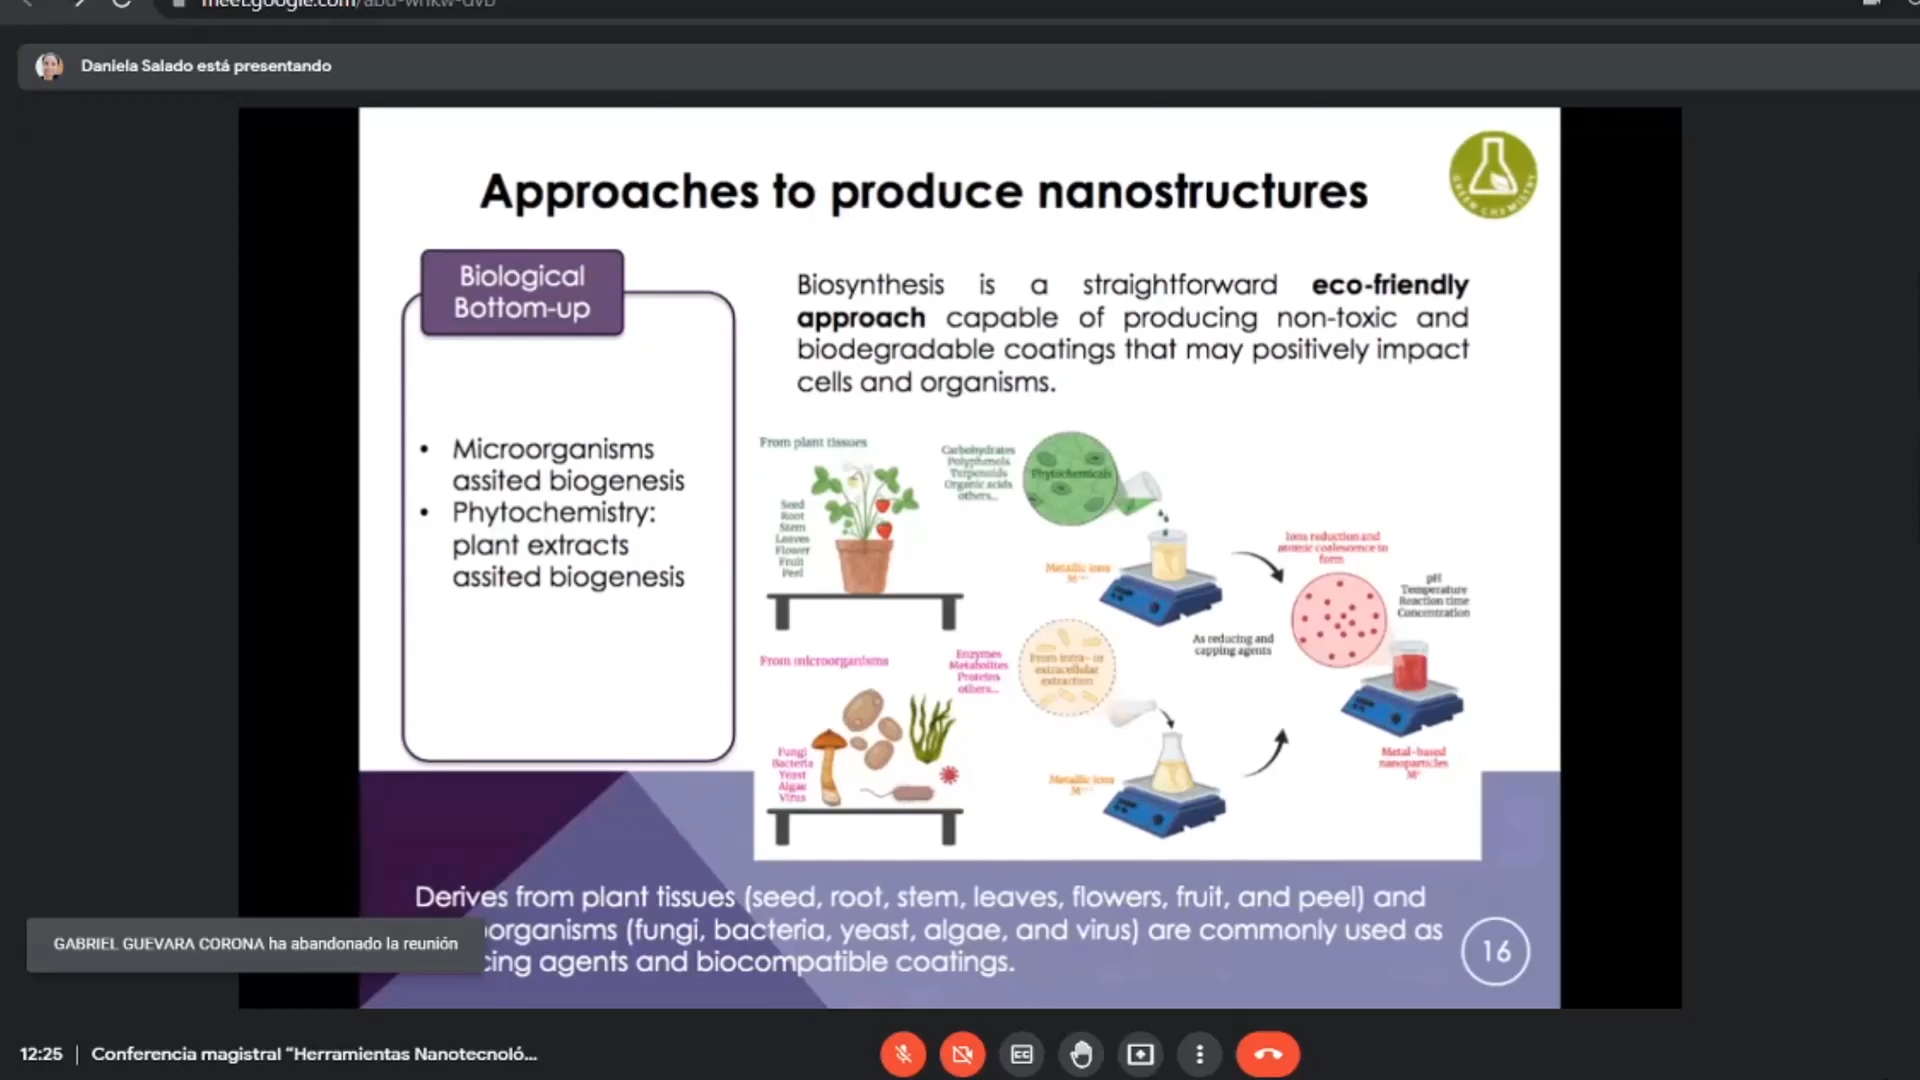 Daniela Salado está presentando
Approaches to produce nanostructures
GREEN CHEMISTRY
Biological
Bottom-up
Biosynthesis is a straightforward eco-friendly
approach capable of producing non-toxic and
biodegradable coatings that may positively impact
cells and organisms.
• Microorganisms
assited biogenesis
• Phytochemistry:
plant extracts
assited biogenesis
From plant tissues
Seed
Root
Stem
Leaves
Flower
Fruit
Peel
Carbohydrates
Polyphenols
Terpenoids
Organic acids
others...
Phytochemicals
Metallic ions
Ions reduction and
atomic coalescence to
form
pH
Temperature
Reaction time
Concentration
As reducing and
capping agents
From microorganisms
Enzymes
Metabolites
Proteins
others...
From intra- or
extracellular
extraction
Fungi
Bacteria
Yeast
Algae
Virus
Metallic ions
Metal-based
nanoparticles
Derives from plant tissues (seed, root, stem, leaves, flowers, fruit, and peel) and
organisms (fungi, bacteria, yeast, algae, and virus) are commonly used as
cing agents and biocompatible coatings.
16
GABRIEL GUEVARA CORONA ha abandonado la reunión
12:25 | Conferencia magistral "Herramientas Nanotecnoló...
CC